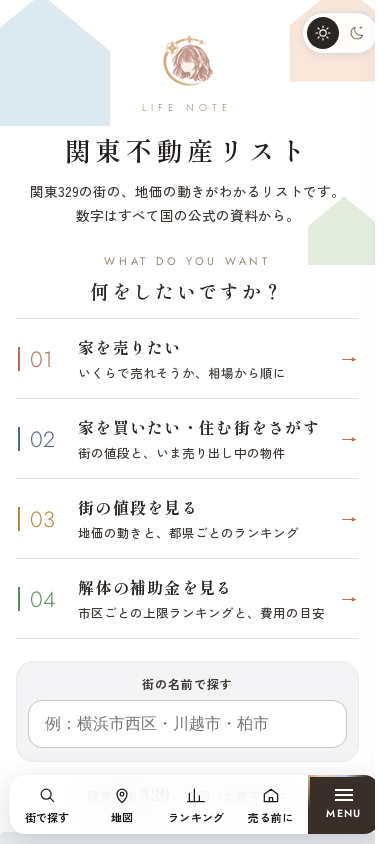 LIFE NOTE
関東不動産リスト
関東329の街の、地価の動きがわかるリストです。
数字はすべて国の公式の資料から。
WHAT DO YOU WANT
何をしたいですか？
01
家を売りたい
いくらで売れそうか、相場から順に
→
02
家を買いたい・住む街をさがす
街の値段と、いま売り出し中の物件
→
03
街の値段を見る
地価の動きと、都県ごとのランキング
→
04
解体の補助金を見る
市区ごとの上限ランキングと、費用の目安
→
街の名前で探す
例：横浜市西区・川越市・柏市
329
街で探す
地図
ランキング
売る前に
MENU